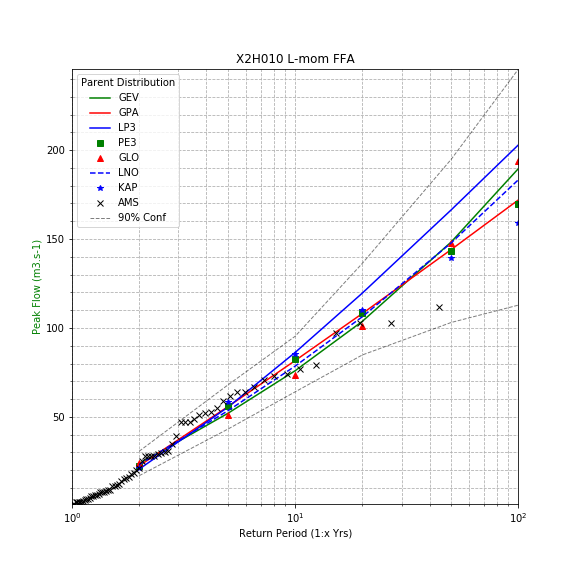 X2H010 L-mom FFA
Parent Distribution
GEV
GPA
LP3
PE3
GLO
LNO
KAP
AMS
90% Conf
200
150
100
50
Peak Flow (m3.s-1)
10⁰
10¹
10²
Return Period (1:x Yrs)